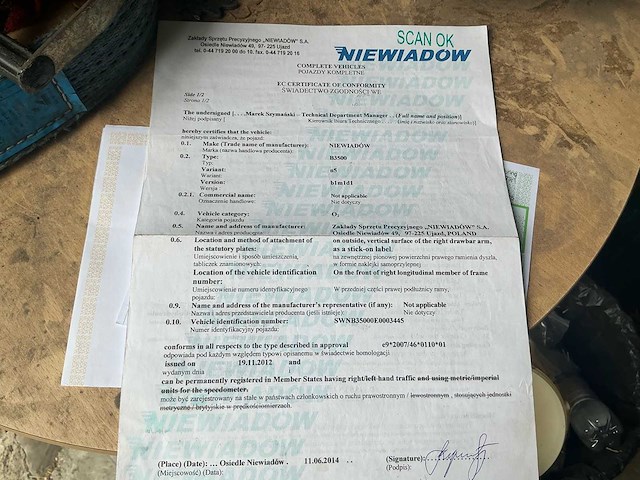 Zakłady Sprzętu Precyzyjnego „NIEWIADÓW" S.A.
Osiedle Niewiadów 49, 97- 225 Ujazd
tel. 0-44 719 20 00 do 10; fax. 0-44 719 20 18
SCAN OK
NIEWIADÓW
COMPLETE VEHICLES
POJAZDY KOMPLETNE
EC CERTIFICATE OF CONFORMITY
ŚWIADECTWO ZGODNOŚCI WE
Side 1/2
Strona 1/2
The undersigned [. . . .Marek Szymański – Technical Department Manager . . (Full name and position)]
Niżej podpisany [ Kierownik Biura Technicznego Imię i nazwisko oraz stanowisko)]
hereby certifies that the vehicle:
niniejszym zaświadcza, że pojazd:
0.1. Make (Trade name of manufacturer): NIEWIADÓW
Marka (nazwa handlowa producenta):
0.2. Type: B3500
Typ:
Variant: o5
Wariant:
Version: b1m1d1
Wersja
0.2.1. Commercial name: Not applicable
Oznaczenie handlowe: Nie dotyczy
0.4. Vehicle category: O₂
Kategoria pojazdu
0.5. Name and address of manufacturer: Zakłady Sprzętu Precyzyjnego „NIEWIADÓW" S.A.
Nazwa i adres producenta: Osiedle Niewiadów 49, 97-225 Ujazd, POLAND
0.6. Location and method of attachment of on outside, vertical surface of the right drawbar arm,
the statutory plates: as a stick-on label
Umiejscowienie i sposób umieszczenia, na zewnętrznej pionowej powierzchni prawego ramienia dyszla,
tabliczek znamionowych: w formie naklejki samoprzylepnej
Location of the vehicle identification On the front of right longitudinal member of frame
number:
Umiejscowienie numeru identyfikacyjnego W przedniej części prawej podłużnicy ramy.
pojazdu:
0.9. Name and address of the manufacturer's representative (if any): Not applicable
Nazwa i adres przedstawiciela producenta (jeśli istnieje): Nie dotyczy
0.10. Vehicle identification number: SWNB35000E0003445
Numer identyfikacyjny pojazdu:
conforms in all respects to the type described in approval e9*2007/46*0110*01
odpowiada pod każdym względem typowi opisanemu w świadectwie homologacji
issued on 19.11.2012 and
wydanym dnia i
can be permanently registered in Member States having right/left-hand traffic and using metric/imperial
units for the speedometer.
może być zarejestrowany na stałe w państwach członkowskich o ruchu prawostronnym / lewostronnym , stosujących jednostki
metryczne / brytyjskie w prędkościomierzach.
NIEWIADÓW
(Place) (Date): ... Osiedle Niewiadów . 11.06.2014 . . (Signature):
(Miejscowość) (Data): (Podpis):